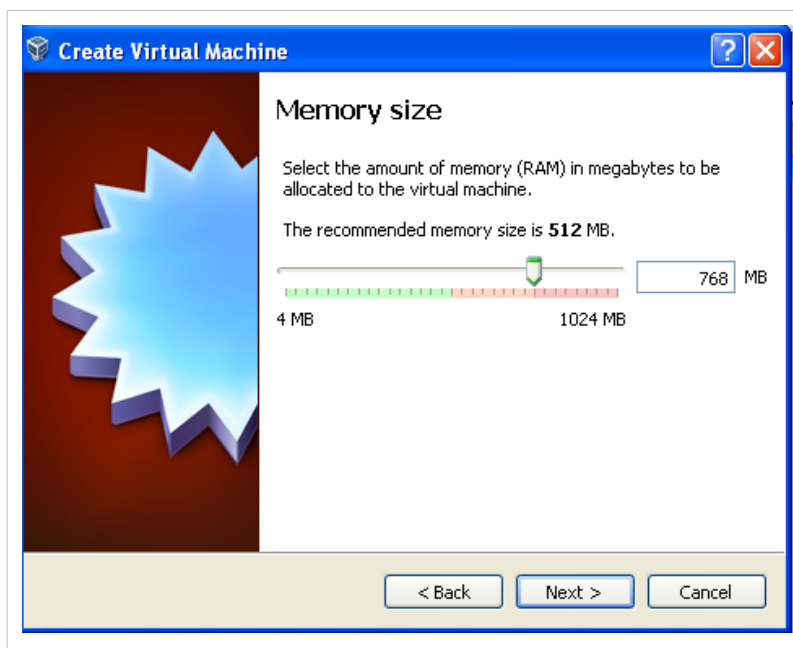 Create Virtual Machine
Memory size
Select the amount of memory (RAM) in megabytes to be
allocated to the virtual machine.
The recommended memory size is 512 MB.
768 MB
4 MB 1024 MB
< Back Next > Cancel